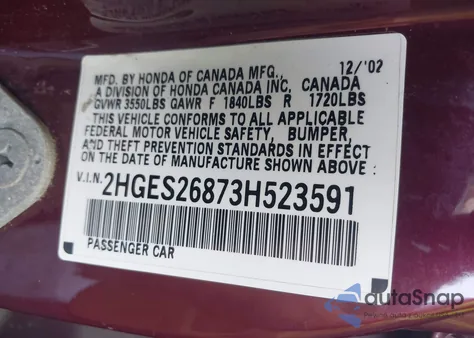 MFD. BY HONDA OF CANADA MFG., 12/'02
A DIVISION OF HONDA CANADA INC, CANADA
GVWR 3550LBS GAWR F 1840LBS R 1720LBS
THIS VEHICLE CONFORMS TO ALL APPLICABLE
FEDERAL MOTOR VEHICLE SAFETY, BUMPER,
AND THEFT PREVENTION STANDARDS IN EFFECT
ON THE DATE OF MANUFACTURE SHOWN ABOVE :
V.I.N. 2HGES26873H523591
PASSENGER CAR
autaSnap